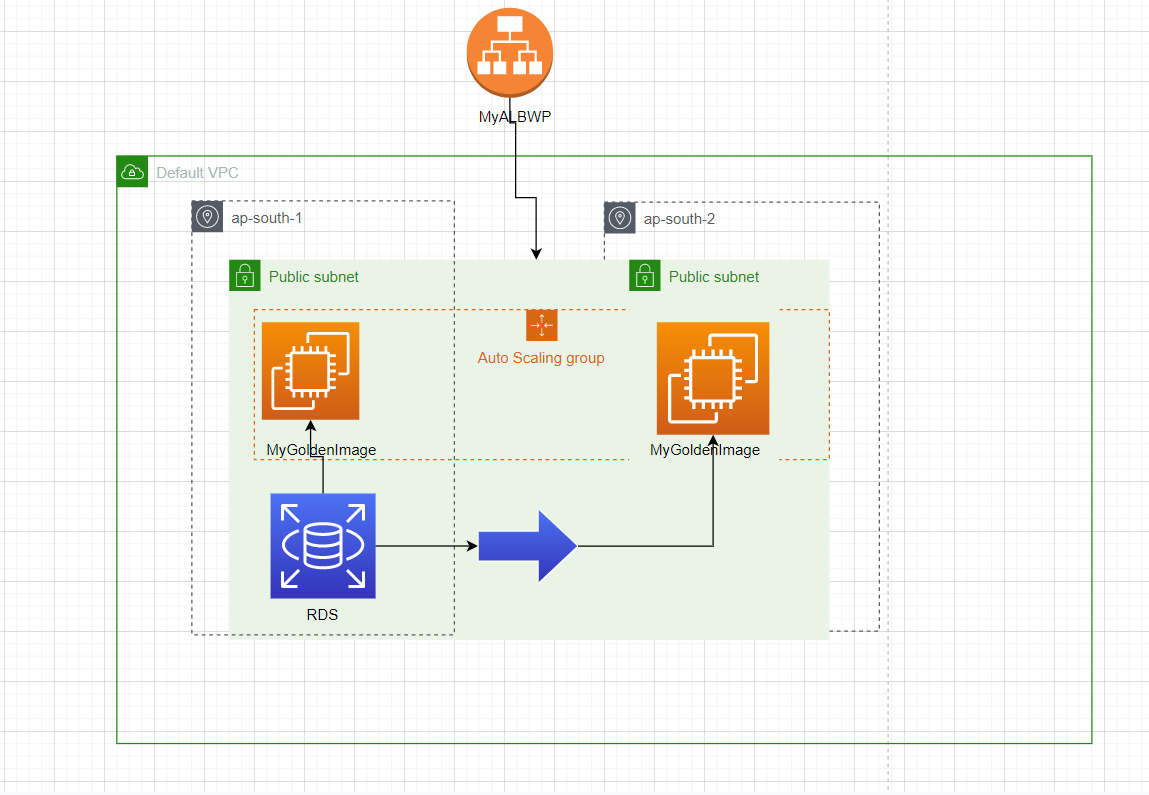 MyALBWP
Default VPC
ap-south-1
ap-south-2
Public subnet
Public subnet
Auto Scaling group
MyGoldenImage
MyGoldenImage
RDS